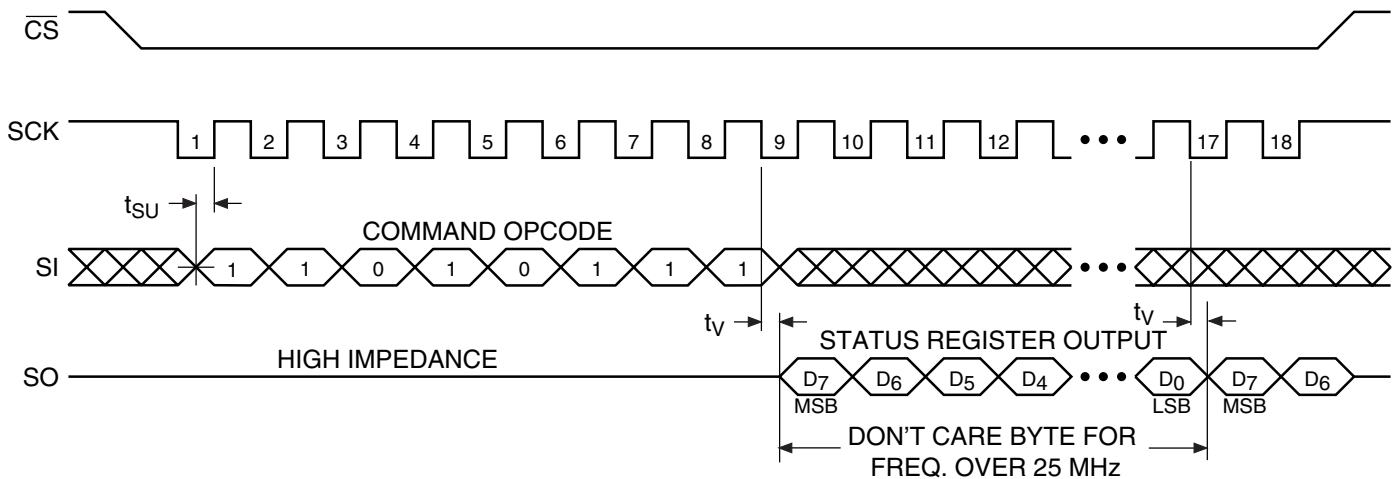 CS
SCK 1 2 3 4 5 6 7 8 9 10 11 12 ••• 17 18
tSU
COMMAND OPCODE
SI 1 1 0 1 0 1 1 1 •••
tV tV
STATUS REGISTER OUTPUT
HIGH IMPEDANCE
SO D7 D6 D5 D4 ••• D0 D7 D6
MSB LSB MSB
DON'T CARE BYTE FOR
FREQ. OVER 25 MHz